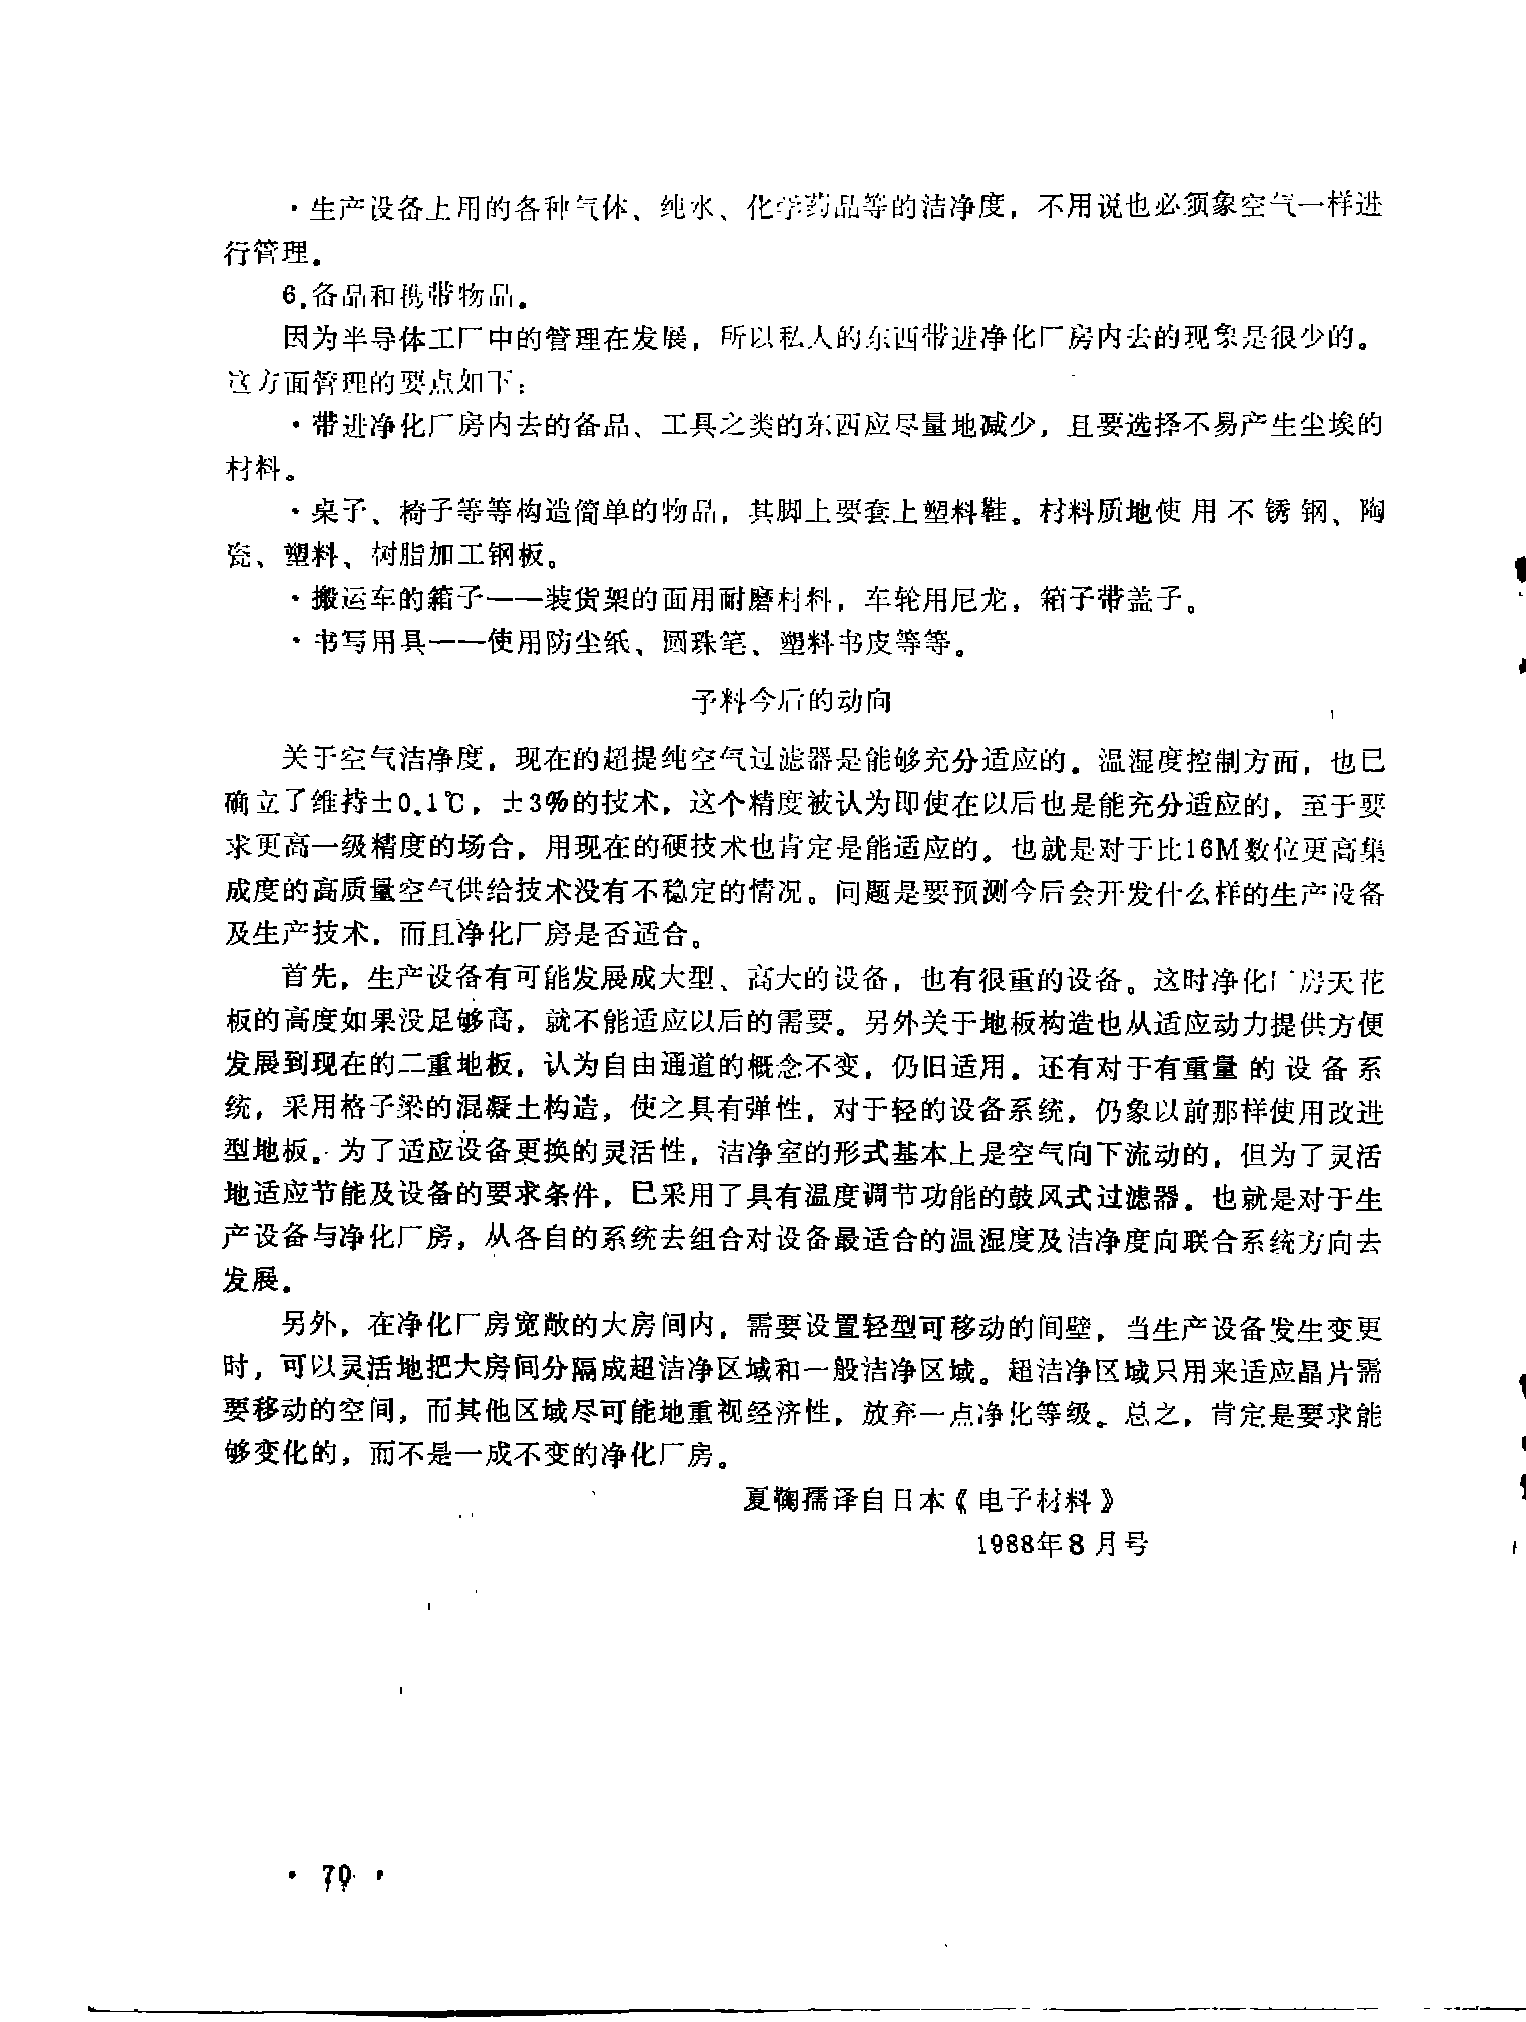 ·生产设备上用的各种气体、纯水、化学药品等的洁净度，不用说也必须象空气一样进
行管理。
6.备品和携带物品。
因为半导体工厂中的管理在发展，所以私人的东西带进净化厂房内去的现象是很少的。
这方面管理的要点如下：
·带进净化厂房内去的备品、工具之类的东西应尽量地减少，且要选择不易产生尘埃的
材料。
·桌子、椅子等等构造简单的物品，其脚上要套上塑料鞋。材料质地使用不锈钢、陶
瓷、塑料、树脂加工钢板。
·搬运车的箱子——装货架的面用耐磨材料，车轮用尼龙，箱子带盖子。
·书写用具——使用防尘纸、圆珠笔、塑料书皮等等。
予料今后的动向
关于空气洁净度，现在的超提纯空气过滤器是能够充分适应的。温湿度控制方面，也已
确立了维持±0.1℃，±3%的技术，这个精度被认为即使在以后也是能充分适应的，至于要
求更高一级精度的场合，用现在的硬技术也肯定是能适应的。也就是对于比16M数位更高集
成度的高质量空气供给技术没有不稳定的情况。问题是要预测今后会开发什么样的生产设备
及生产技术，而且净化厂房是否适合。
首先，生产设备有可能发展成大型、高大的设备，也有很重的设备。这时净化厂房天花
板的高度如果没足够高，就不能适应以后的需要。另外关于地板构造也从适应动力提供方便
发展到现在的二重地板，认为自由通道的概念不变，仍旧适用。还有对于有重量的设备系
统，采用格子梁的混凝土构造，使之具有弹性，对于轻的设备系统，仍象以前那样使用改进
型地板。为了适应设备更换的灵活性，洁净室的形式基本上是空气向下流动的，但为了灵活
地适应节能及设备的要求条件，已采用了具有温度调节功能的鼓风式过滤器。也就是对于生
产设备与净化厂房，从各自的系统去组合对设备最适合的温湿度及洁净度向联合系统方向去
发展。
另外，在净化厂房宽敞的大房间内，需要设置轻型可移动的间壁，当生产设备发生变更
时，可以灵活地把大房间分隔成超洁净区域和一般洁净区域。超洁净区域只用来适应晶片需
要移动的空间，而其他区域尽可能地重视经济性，放弃一点净化等级。总之，肯定是要求能
够变化的，而不是一成不变的净化厂房。
夏鞠孺译自日本《电子材料》
1988年8月号
·70·